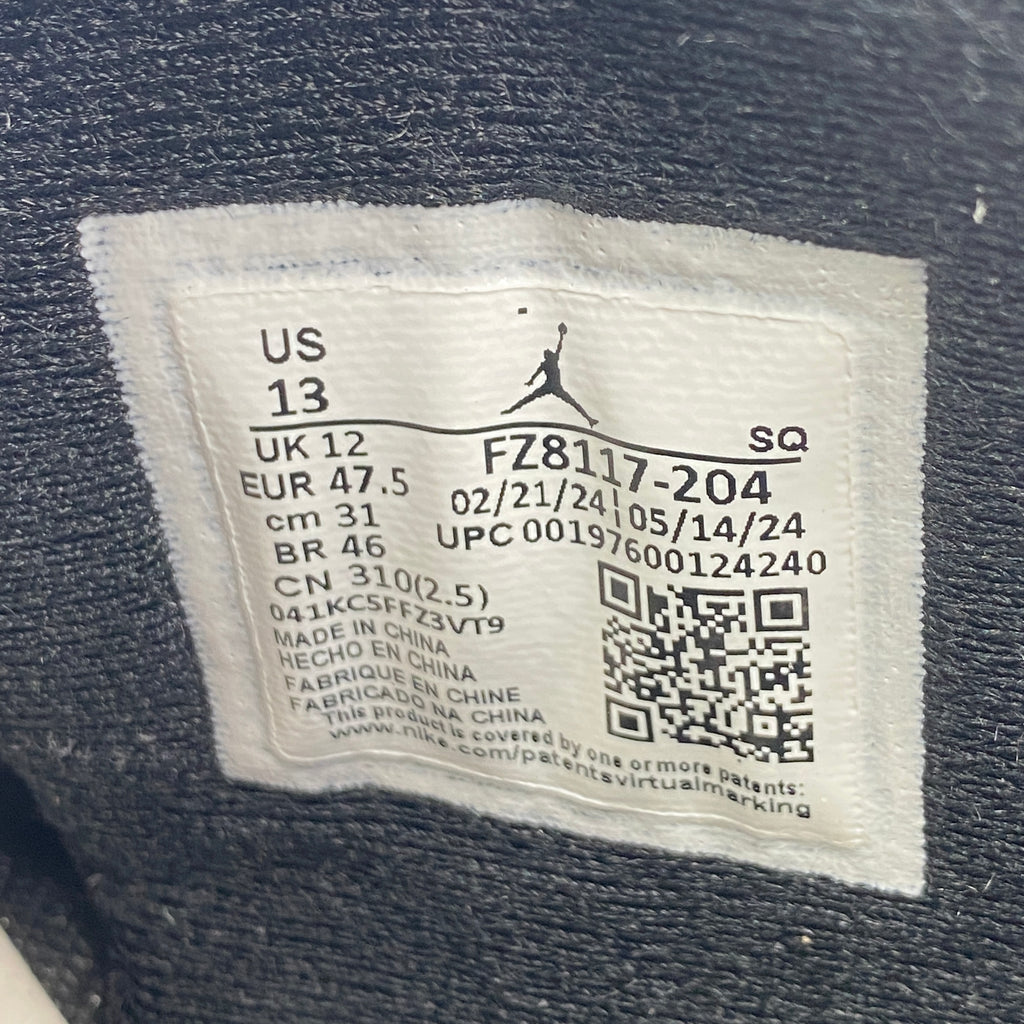 US
13
SQ
UK 12
FZ8117-204
EUR 47.5
02/21/24 05/14/24
cm 31
UPC 00197600124240
BR 46
CN 310(2.5)
041KC5FFZ3VT9
MADE IN CHINA
HECHO EN CHINA
FABRIQUE EN CHINE
FABRICADO NA CHINA
This product is covered by one or more patents:
www.nike.com/patentsvirtualmarking